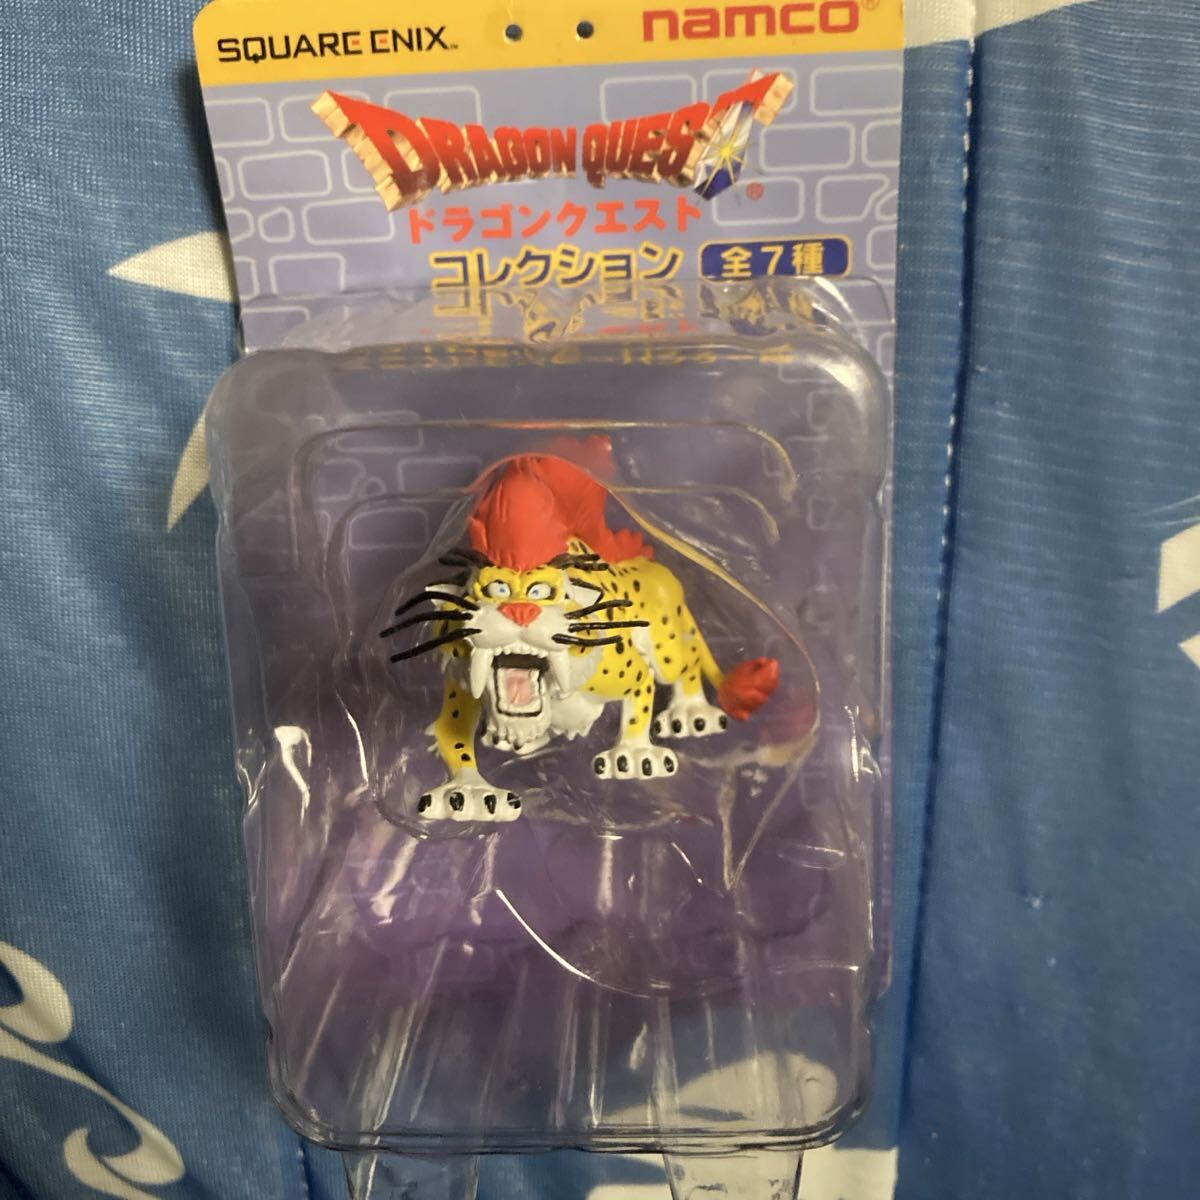 SQUARE ENIX™
namco®
DRAGON QUEST®
ドラゴンクエスト
コレクション 全7種